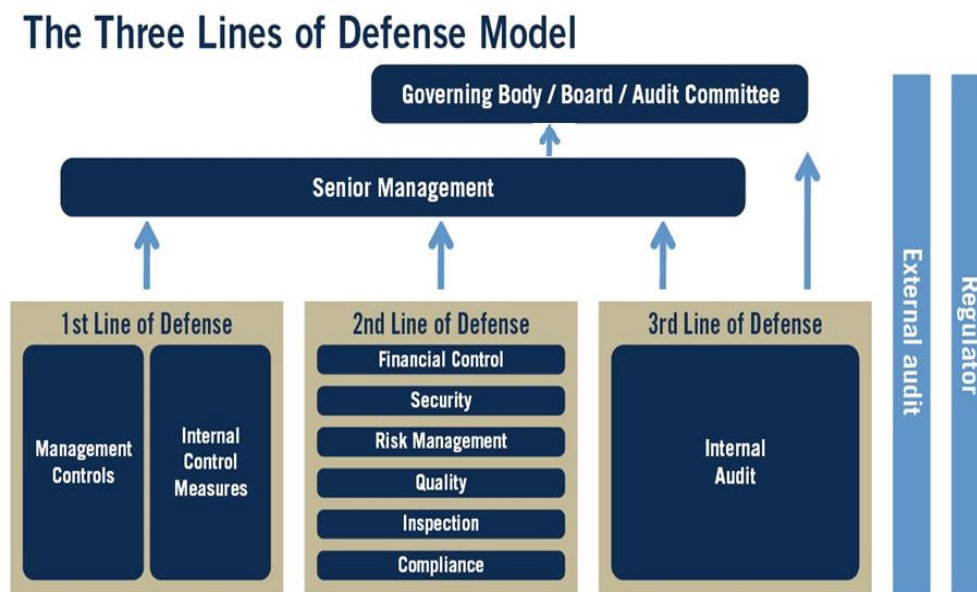 The Three Lines of Defense Model
Governing Body / Board / Audit Committee
Senior Management
1st Line of Defense
Management
Controls
Internal
Control
Measures
2nd Line of Defense
Financial Control
Security
Risk Management
Quality
Inspection
Compliance
3rd Line of Defense
Internal
Audit
External audit
Regulator